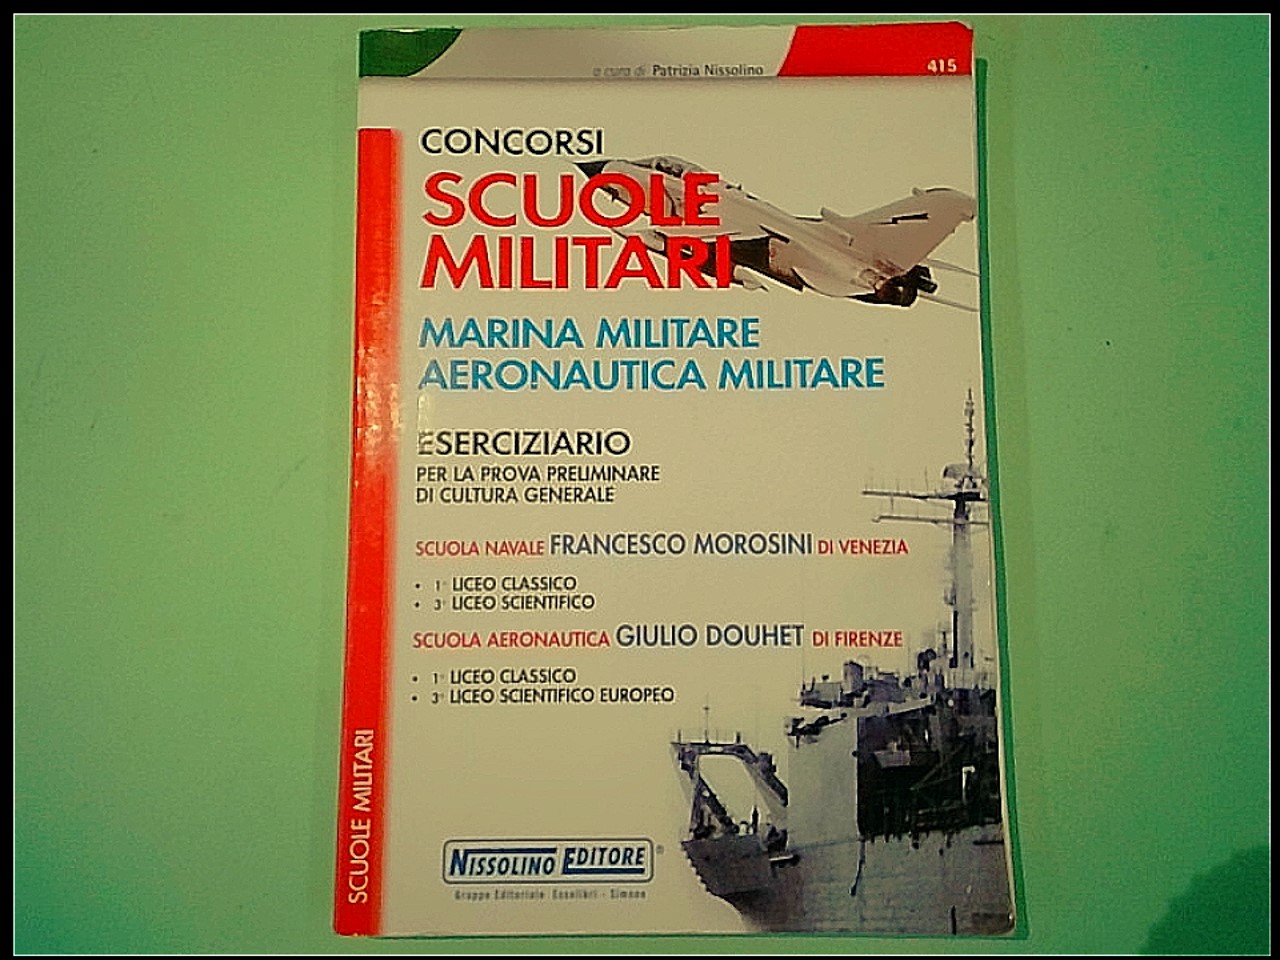 a cura di Patrizia Nissolino
415
CONCORSI
SCUOLE
MILITARI
MARINA MILITARE
AERONAUTICA MILITARE
ESERCIZIARIO
PER LA PROVA PRELIMINARE
DI CULTURA GENERALE
SCUOLA NAVALE FRANCESCO MOROSINI DI VENEZIA
• 1° LICEO CLASSICO
• 3° LICEO SCIENTIFICO
SCUOLA AERONAUTICA GIULIO DOUHET DI FIRENZE
• 1° LICEO CLASSICO
• 3° LICEO SCIENTIFICO EUROPEO
SCUOLE MILITARI
NISSOLINO EDITORE®
Gruppo Editoriale Esselibri - Simone